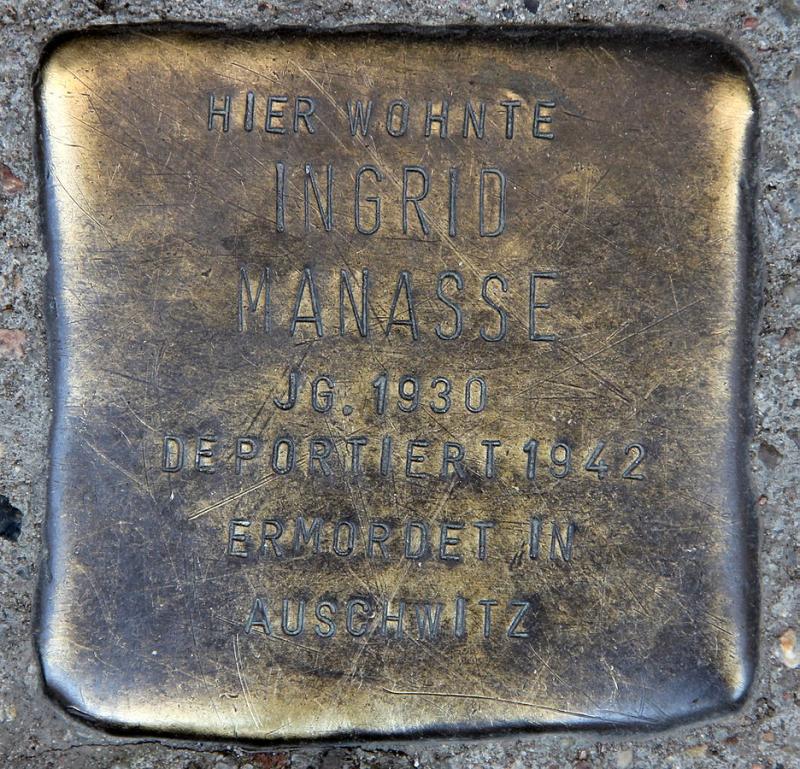 HIER WOHNTE
INGRID
MANASSE
JG. 1930
DEPORTIERT 1942
ERMORDET IN
AUSCHWITZ